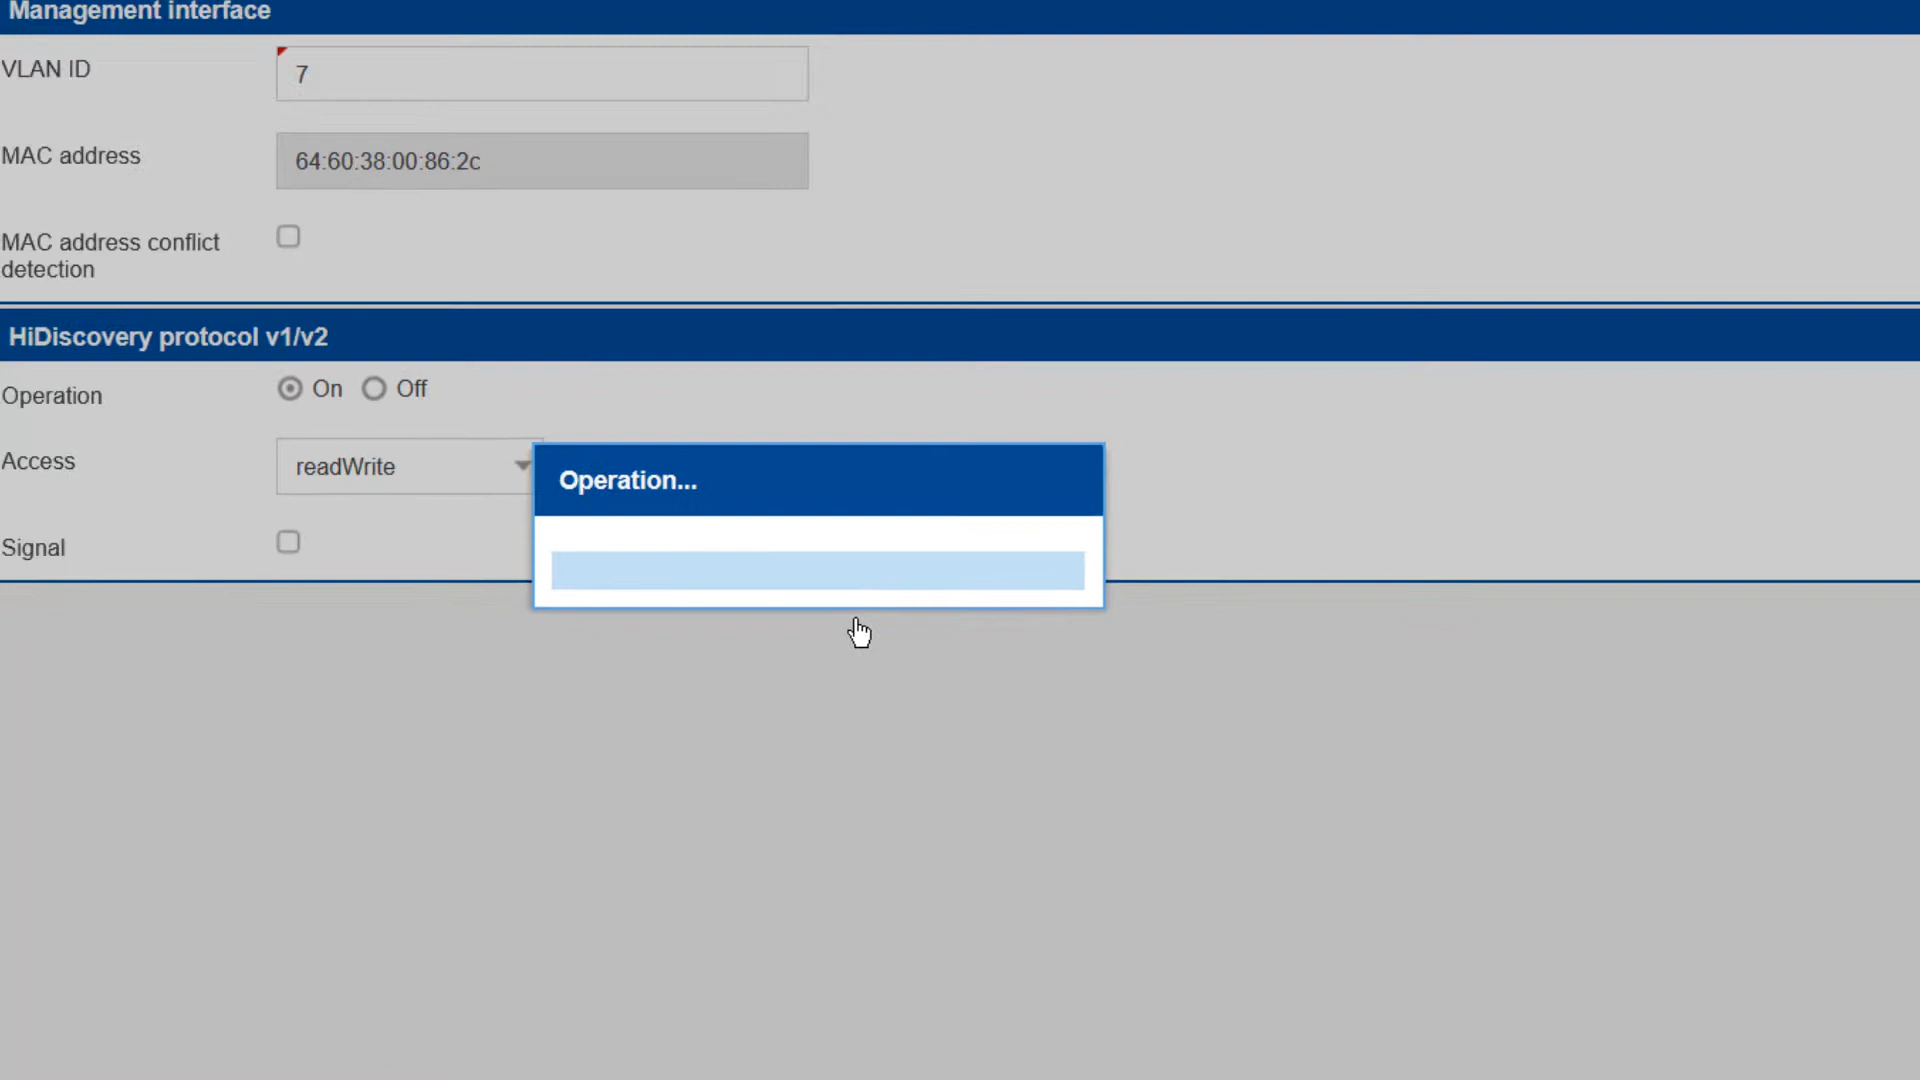 Management interface
VLAN ID
7
MAC address
64:60:38:00:86:2c
MAC address conflict
detection
HiDiscovery protocol v1/v2
Operation
On
Off
Access
readWrite
Operation...
Signal